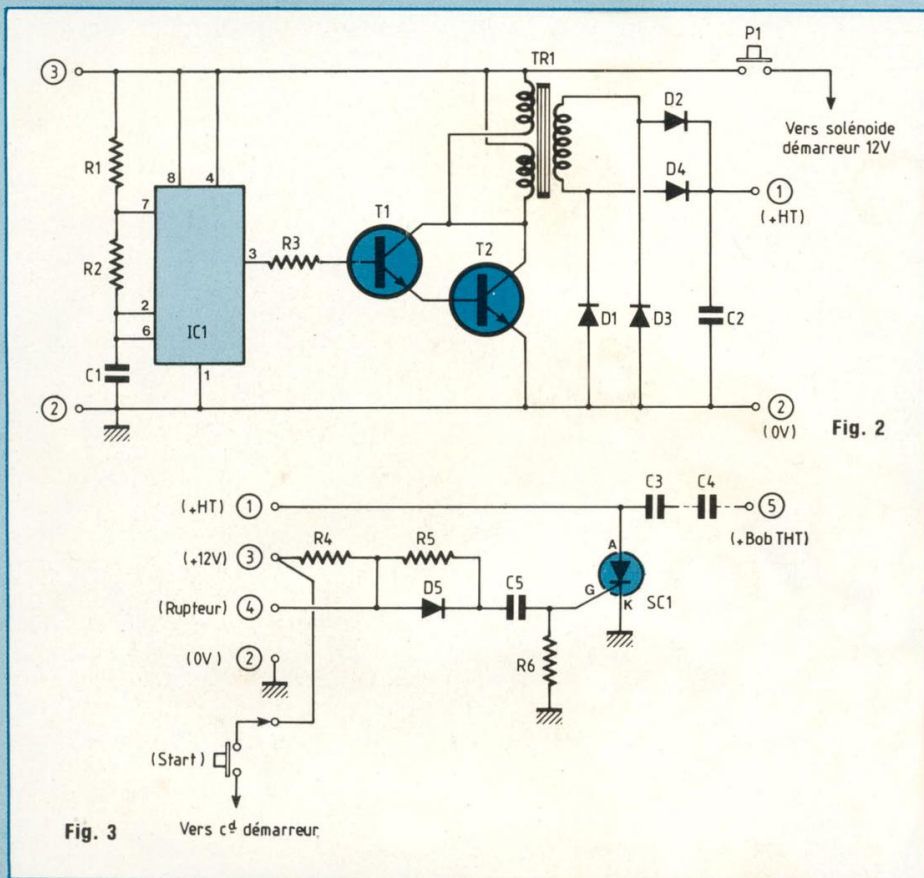 P1
TR1
3
D2
Vers solénoide
démarreur 12V
R1
8
4
D4
1
(+HT)
7
T1
3
R3
T2
R2
2
6
IC1
D1
D3
C2
C1
1
2
2
(0V)
Fig. 2
(+HT)
1
C3
C4
5
(+Bob THT)
(+12V)
3
R4
R5
A
G
K
SC1
(Rupteur)
4
D5
C5
R6
(0V)
2
(Start)
Fig. 3
Vers cd démarreur